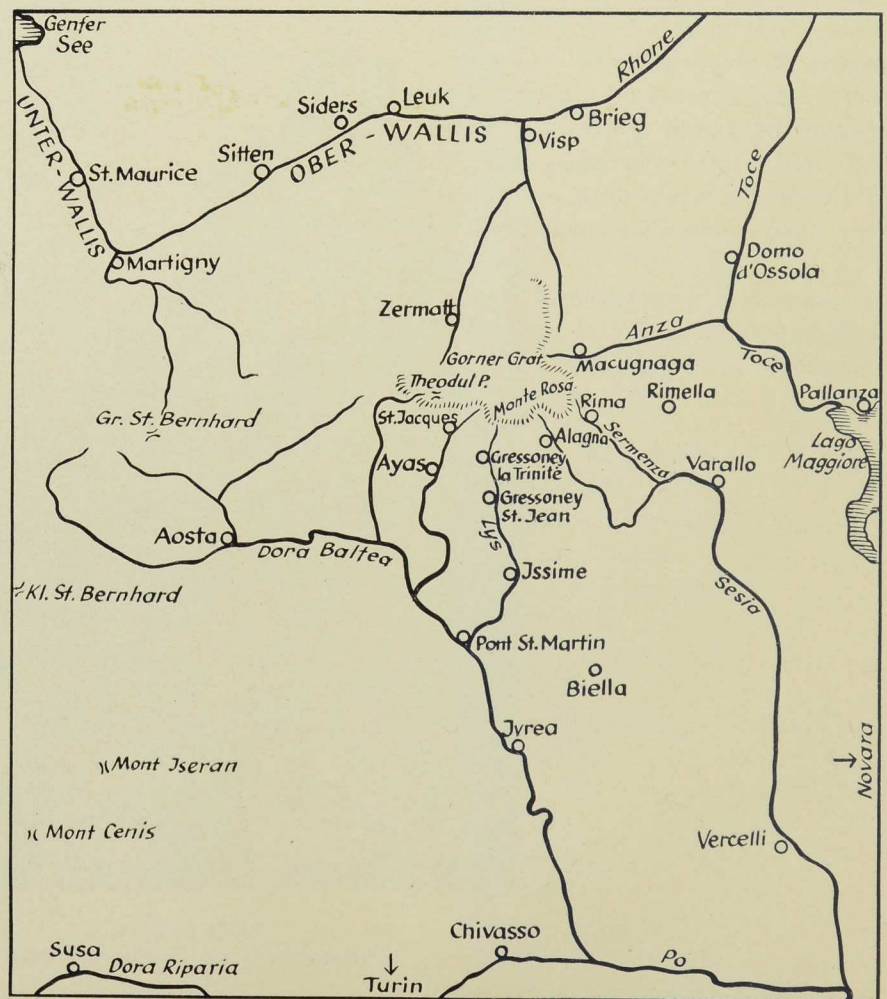 Genfer
See
Rhone
Siders
Leuk
Brieg
Visp
UNTER-WALLIS
St. Maurice
Sitten
OBER-WALLIS
Toce
Martigny
Domo
d'Ossola
Zermatt
Anza
Gorner Grat
Macugnaga
Toce
Theodul P.
Monte Rosa
Rima
Rimella
Pallanza
Gr. St. Bernhard
St. Jacques
Alagna
Sermenza
Lago
Maggiore
Ayas
Gressoney
la Trinité
Varallo
Gressoney
St. Jean
Lys
Aosta
Dora Baltea
Jssime
Sesia
Kl. St. Bernhard
Pont St. Martin
Biella
Jvrea
Mont Jseran
Novara
Mont Cenis
Vercelli
Chivasso
Susa
Dora Riparia
Turin
Po